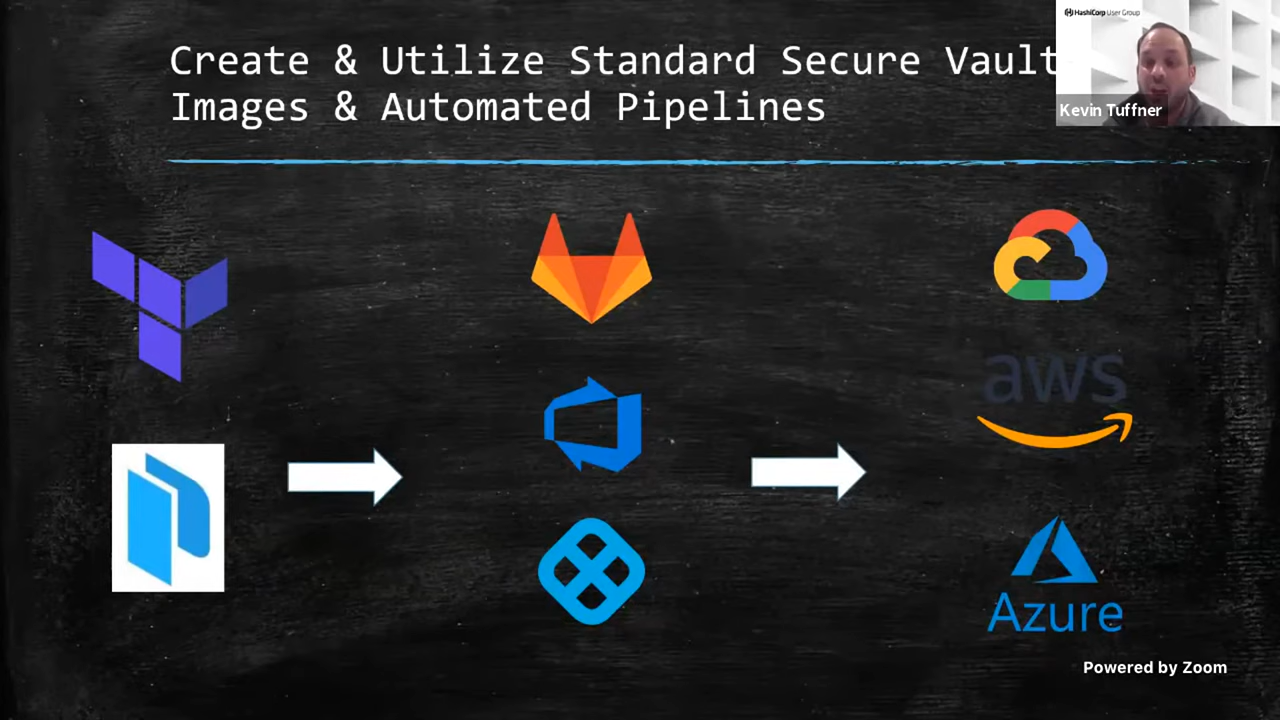 Create & Utilize Standard Secure Vault
Images & Automated Pipelines
HashiCorp User Group
Kevin Tuffner
aws
Azure
Powered by Zoom